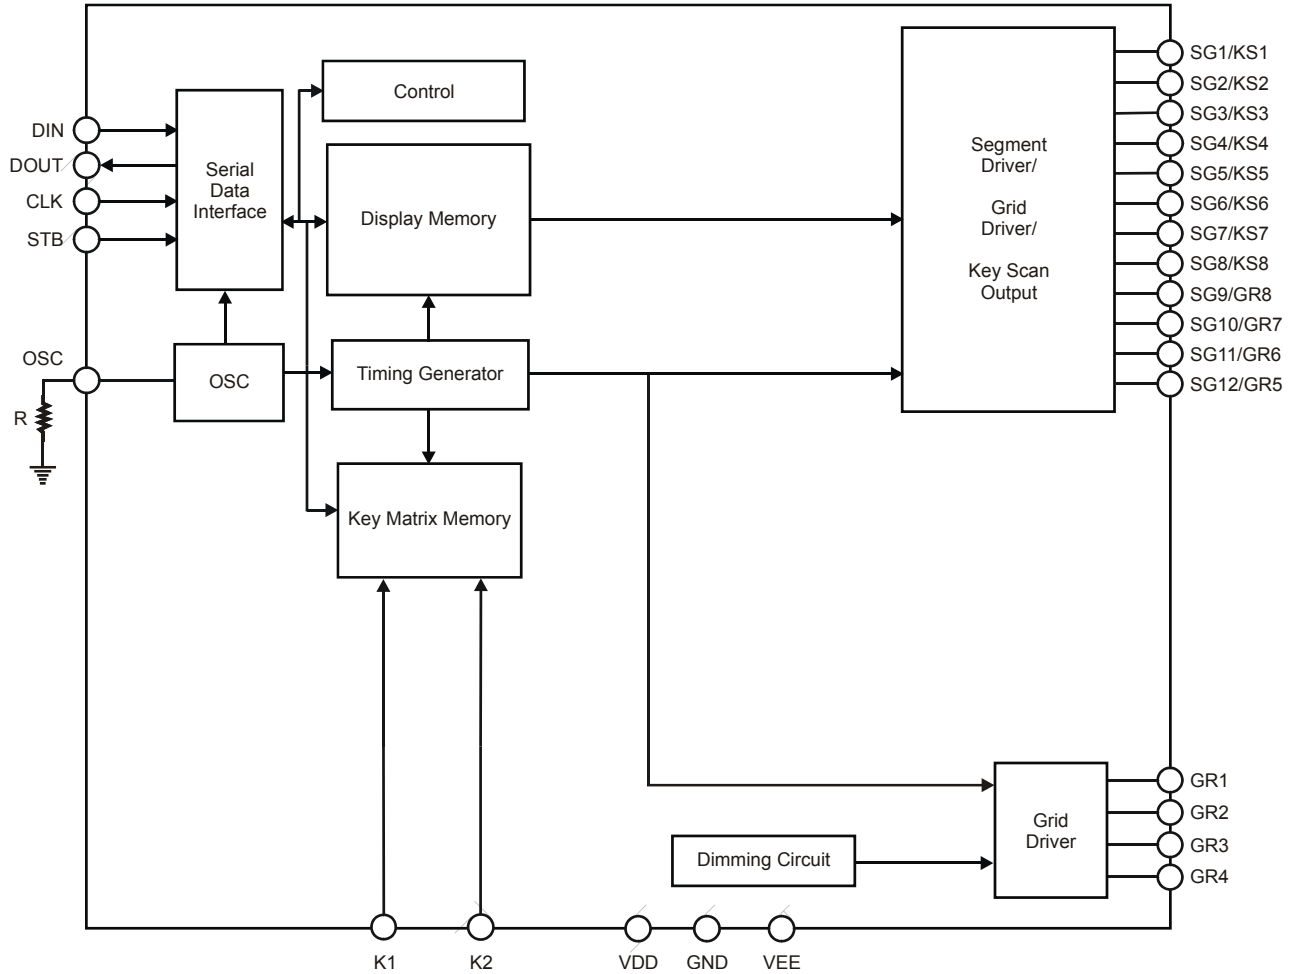 SG1/KS1
SG2/KS2
SG3/KS3
SG4/KS4
SG5/KS5
SG6/KS6
SG7/KS7
SG8/KS8
SG9/GR8
SG10/GR7
SG11/GR6
SG12/GR5
Control
DIN
DOUT
CLK
STB
Serial
Data
Interface
Display Memory
Segment
Driver/
Grid
Driver/
Key Scan
Output
OSC
R
OSC
Timing Generator
Key Matrix Memory
GR1
GR2
GR3
GR4
Grid
Driver
Dimming Circuit
K1
K2
VDD
GND
VEE